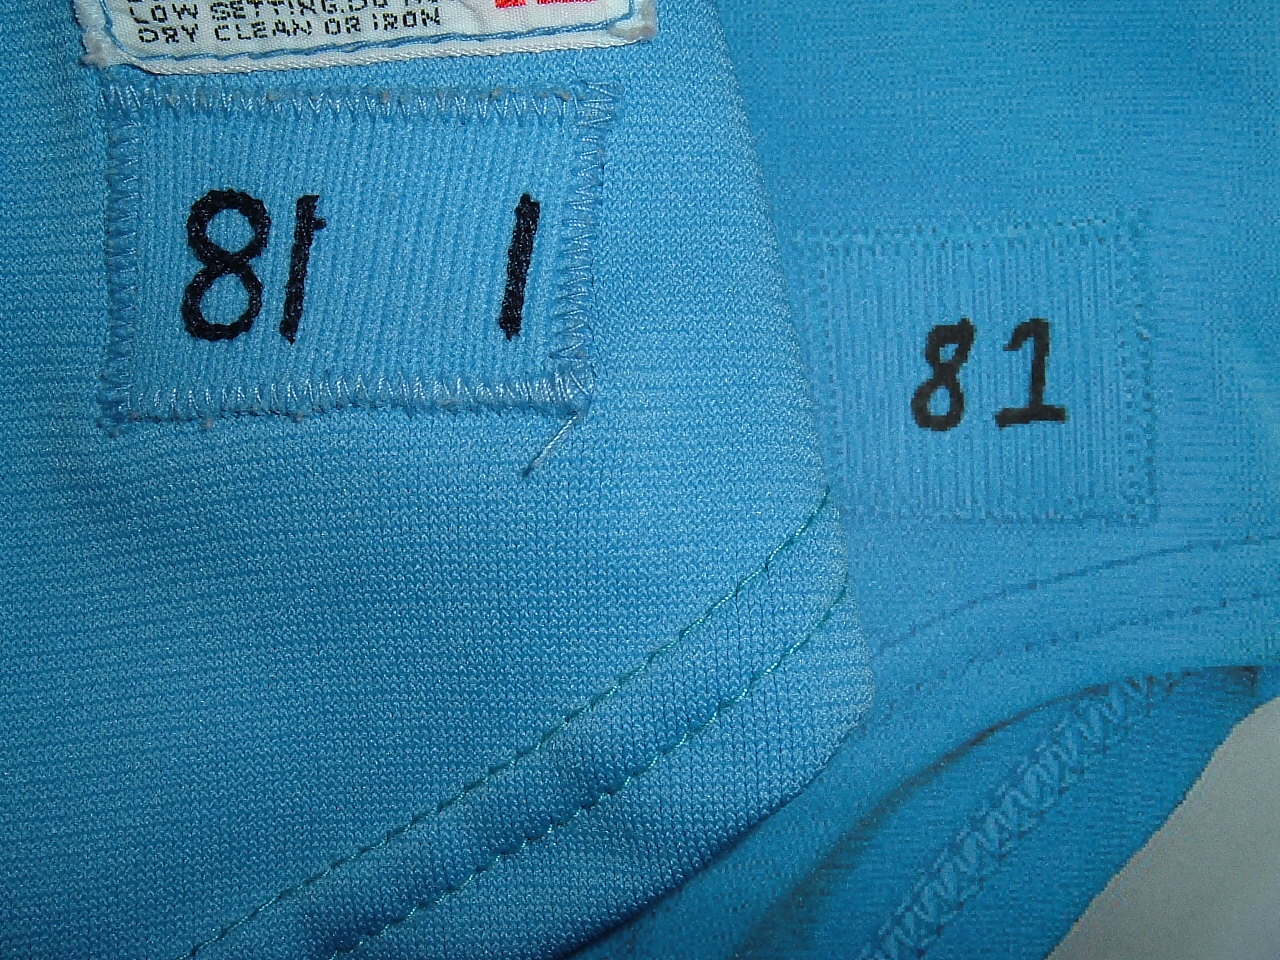 LOW SETTING.DO
DRY CLEAN OR IRON
81 1
81